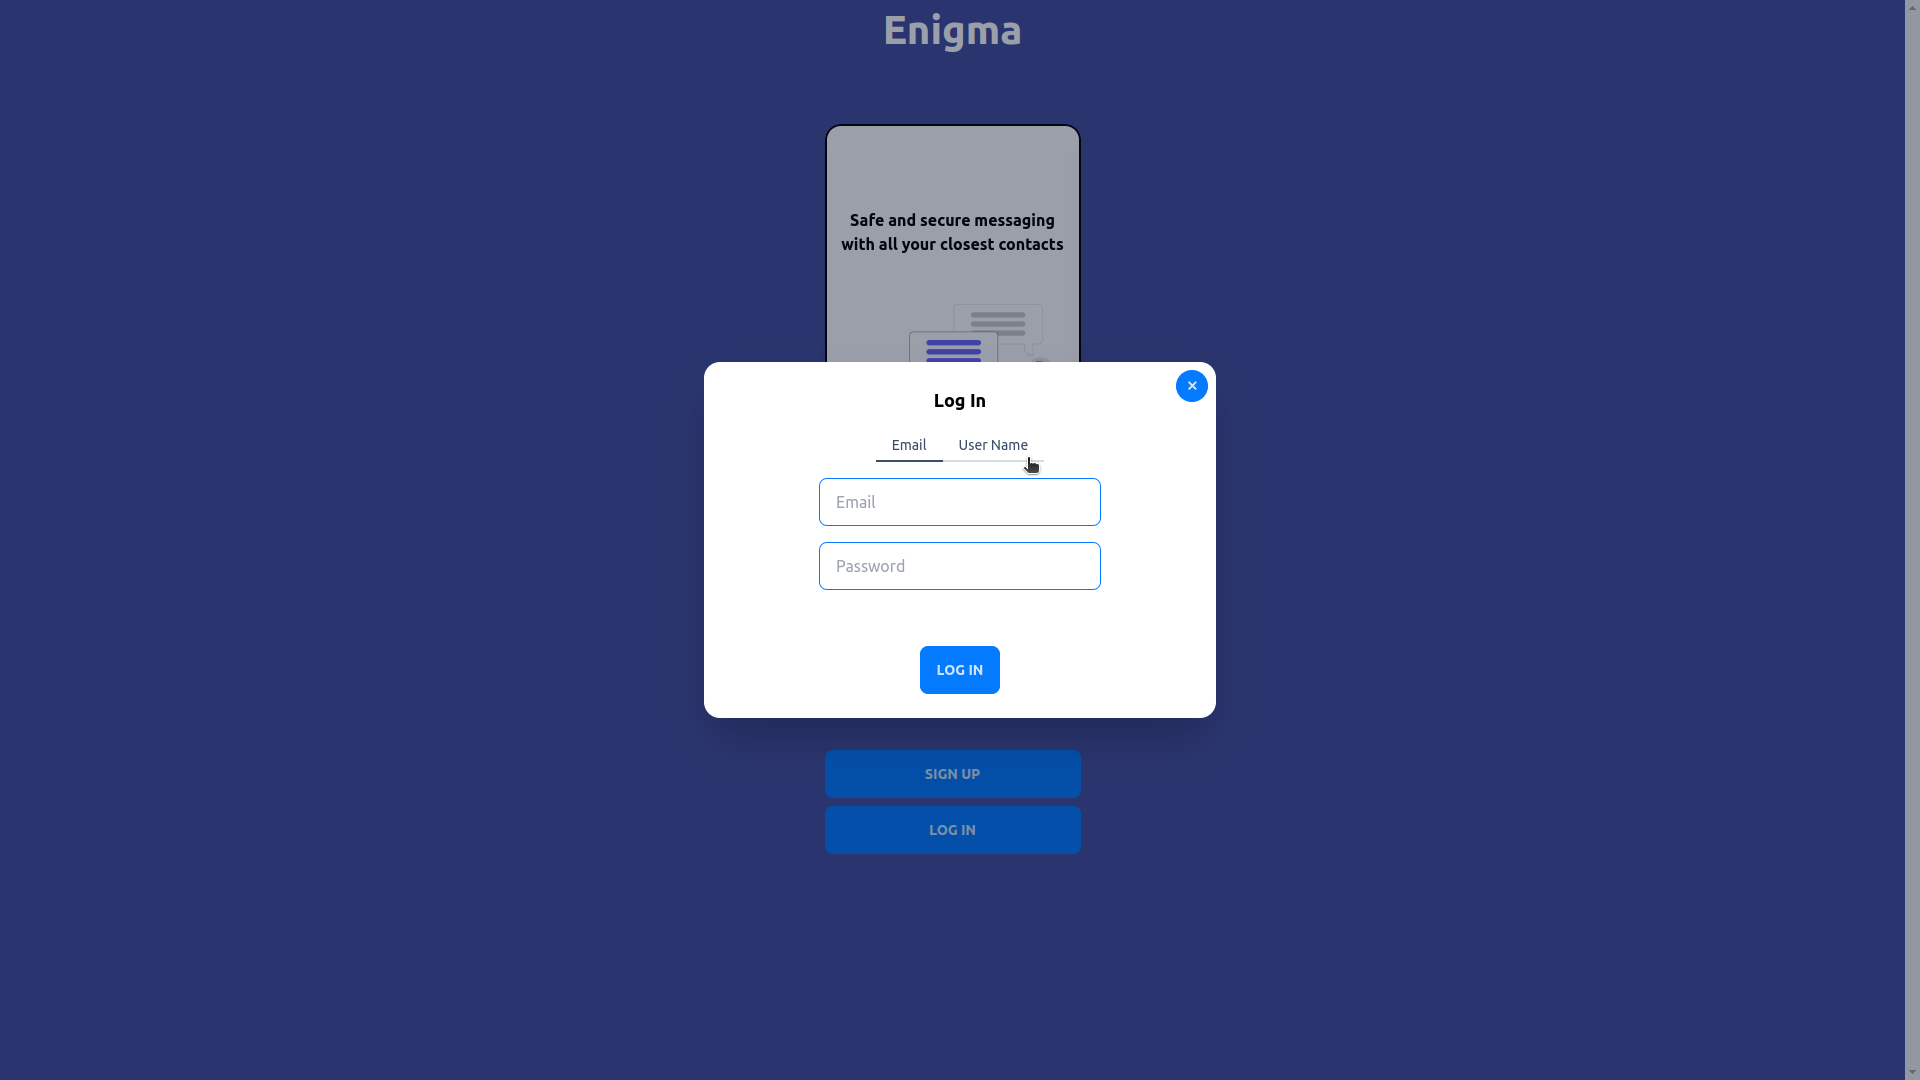 Enigma
Safe and secure messaging
with all your closest contacts
Log In
✕
Email
User Name
Email
Password
LOG IN
SIGN UP
LOG IN